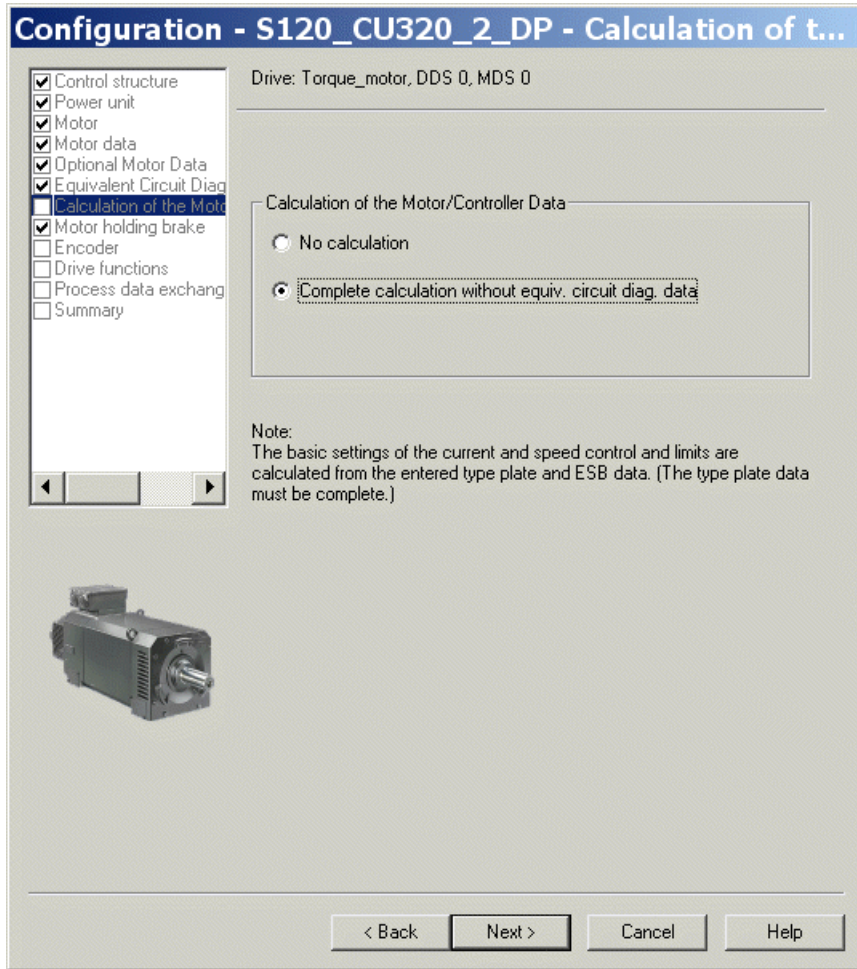 Configuration - S120_CU320_2_DP - Calculation of t...
Control structure
Power unit
Motor
Motor data
Optional Motor Data
Equivalent Circuit Diag
Calculation of the Moto
Motor holding brake
Encoder
Drive functions
Process data exchang
Summary
Drive: Torque_motor, DDS 0, MDS 0
Calculation of the Motor/Controller Data
No calculation
Complete calculation without equiv. circuit diag. data
Note:
The basic settings of the current and speed control and limits are
calculated from the entered type plate and ESB data. (The type plate data
must be complete.)
< Back
Next >
Cancel
Help